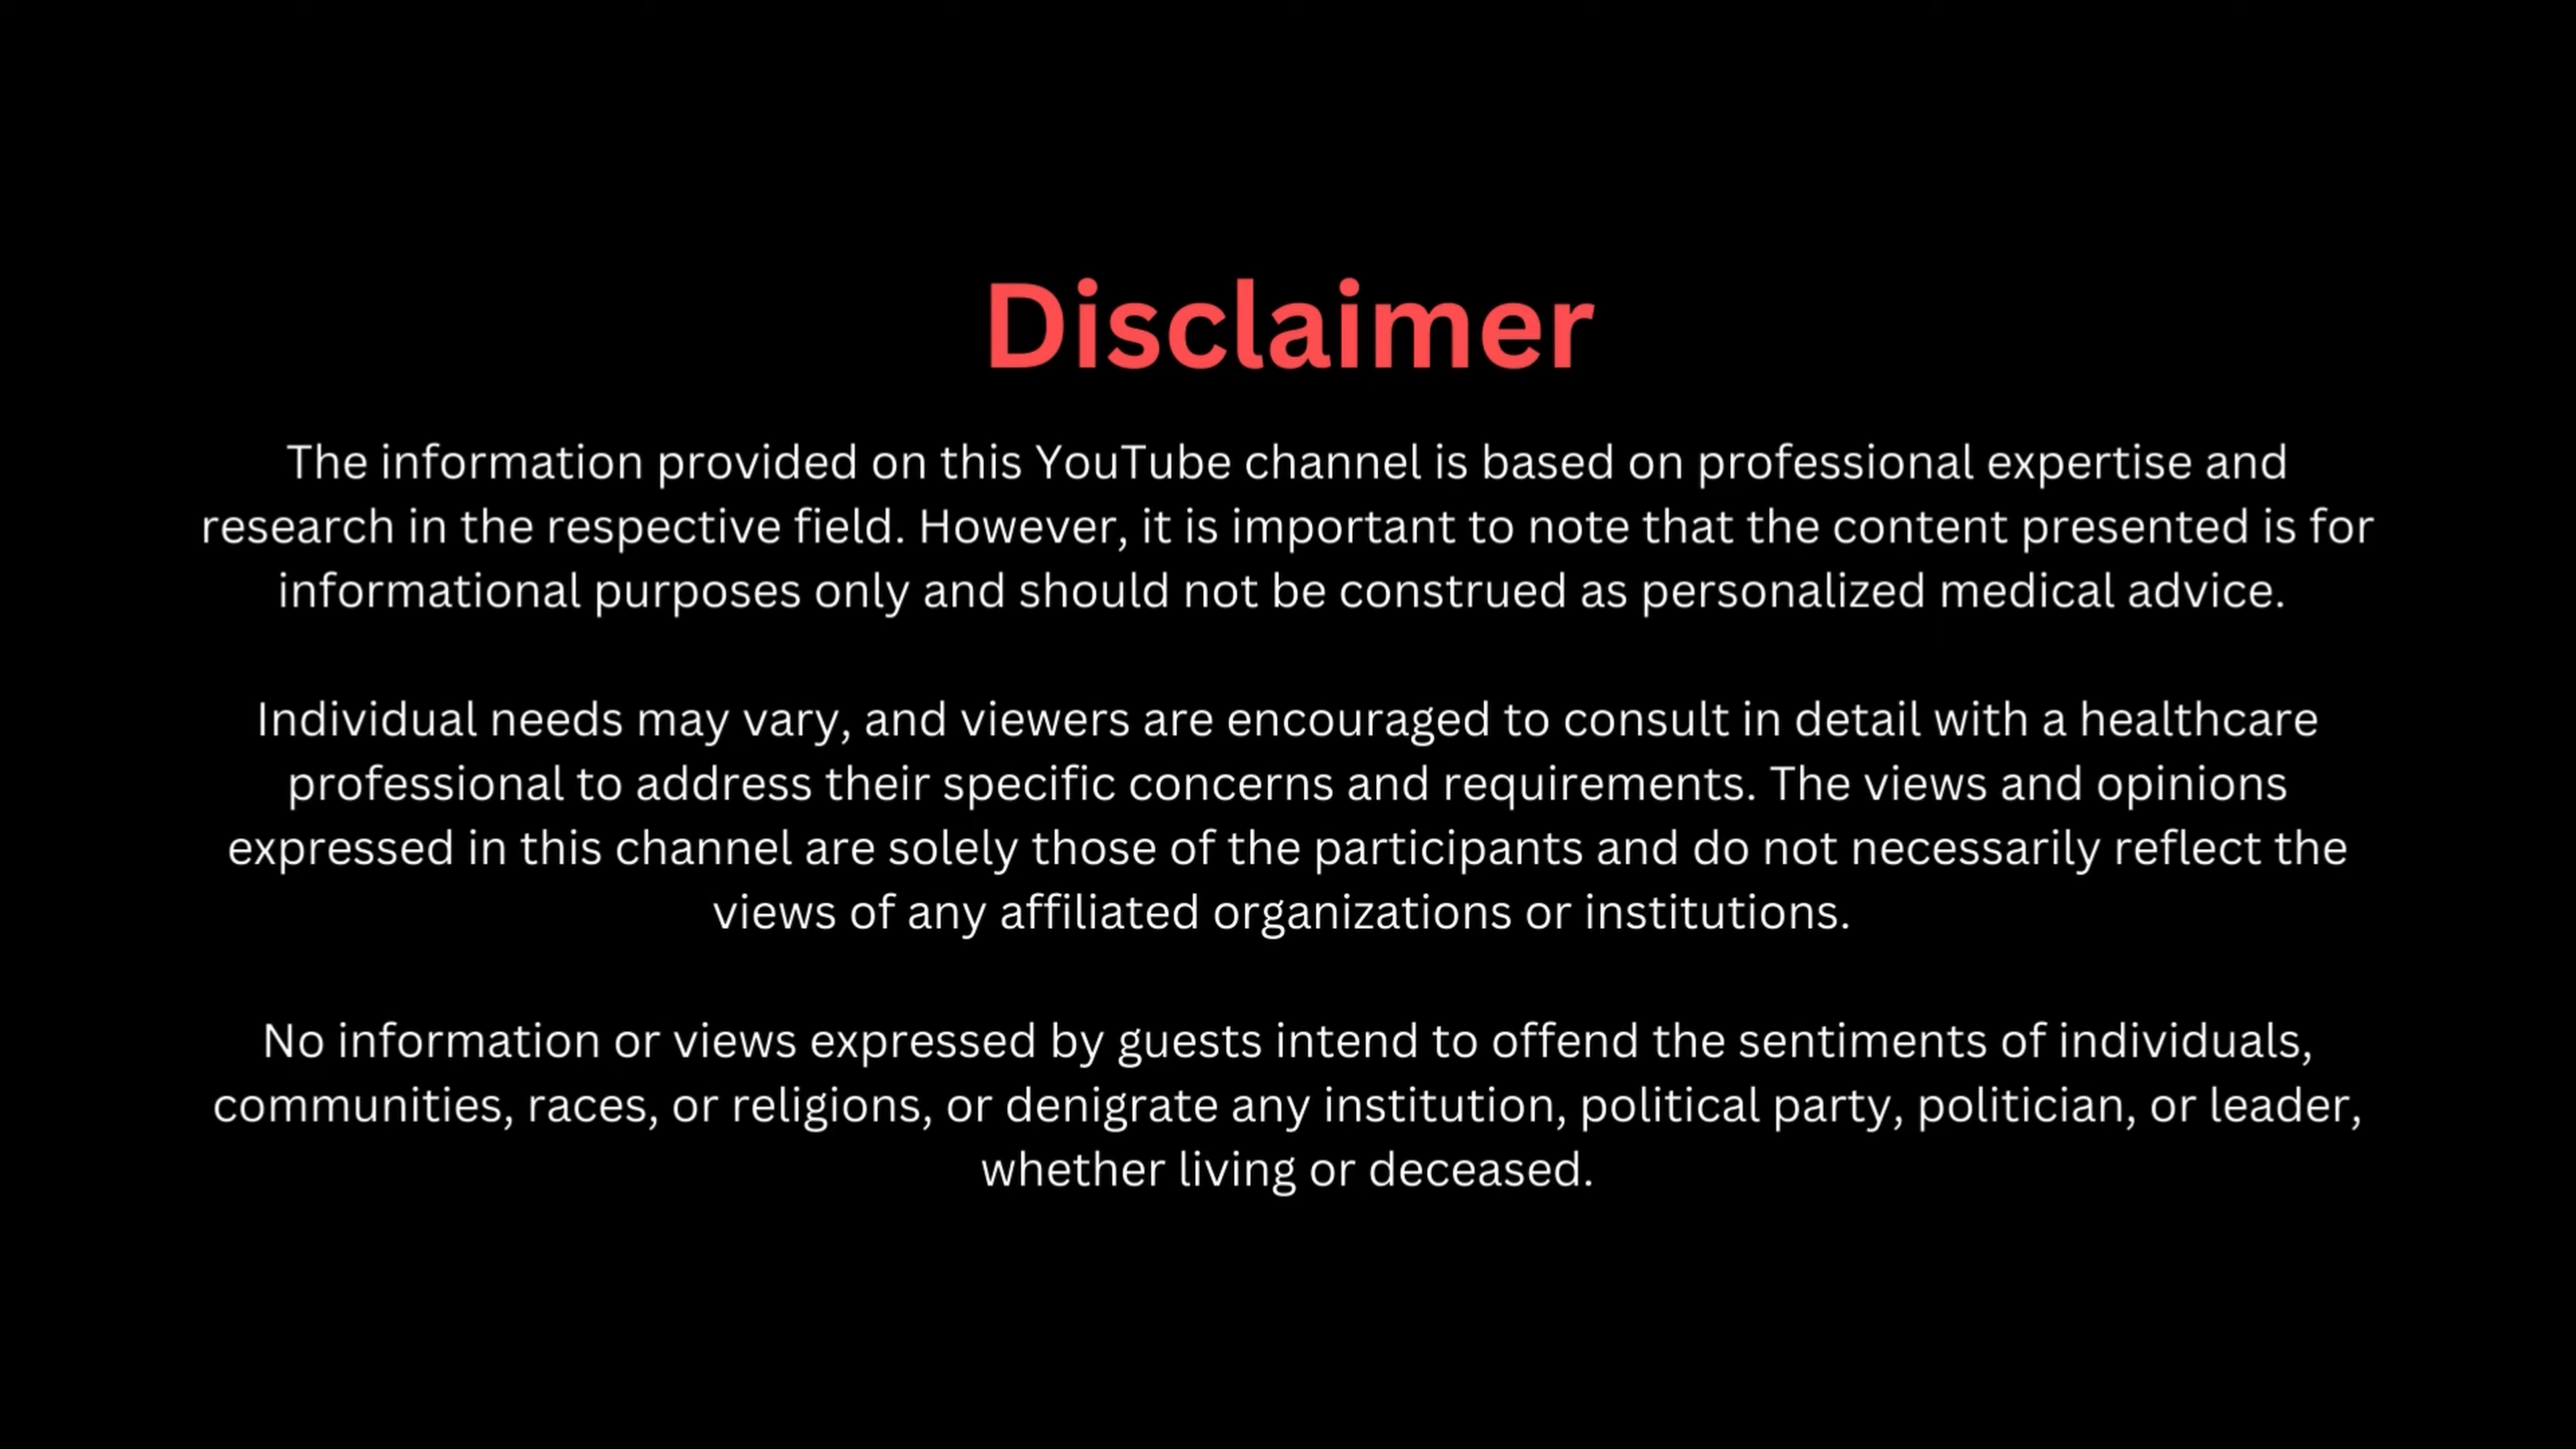 Disclaimer
The information provided on this YouTube channel is based on professional expertise and
research in the respective field. However, it is important to note that the content presented is for
informational purposes only and should not be construed as personalized medical advice.
Individual needs may vary, and viewers are encouraged to consult in detail with a healthcare
professional to address their specific concerns and requirements. The views and opinions
expressed in this channel are solely those of the participants and do not necessarily reflect the
views of any affiliated organizations or institutions.
No information or views expressed by guests intend to offend the sentiments of individuals,
communities, races, or religions, or denigrate any institution, political party, politician, or leader,
whether living or deceased.